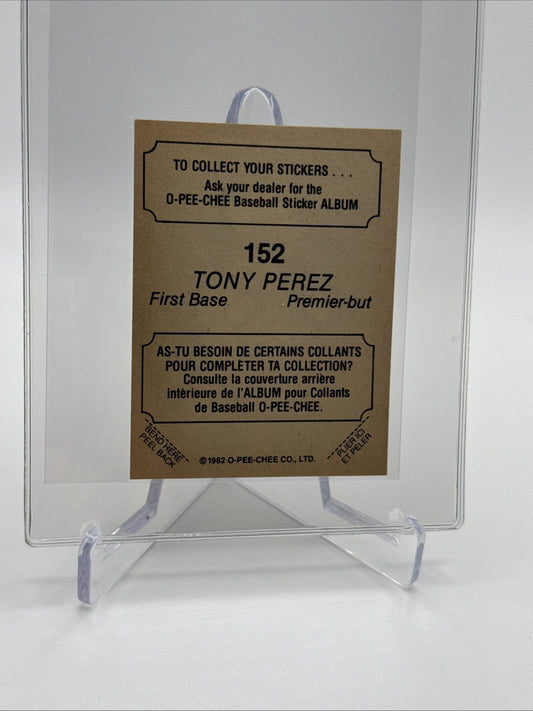 TO COLLECT YOUR STICKERS . . .
Ask your dealer for the
O-PEE-CHEE Baseball Sticker ALBUM
152
TONY PEREZ
First Base Premier-but
AS-TU BESOIN DE CERTAINS COLLANTS
POUR COMPLÉTER TA COLLECTION?
Consulte la couverture arrière
intérieure de l'ALBUM pour Collants
de Baseball O-PEE-CHEE.
BEND HERE
PEEL BACK
PLIER ICI
ET PELER
©1982 O-PEE-CHEE CO., LTD.